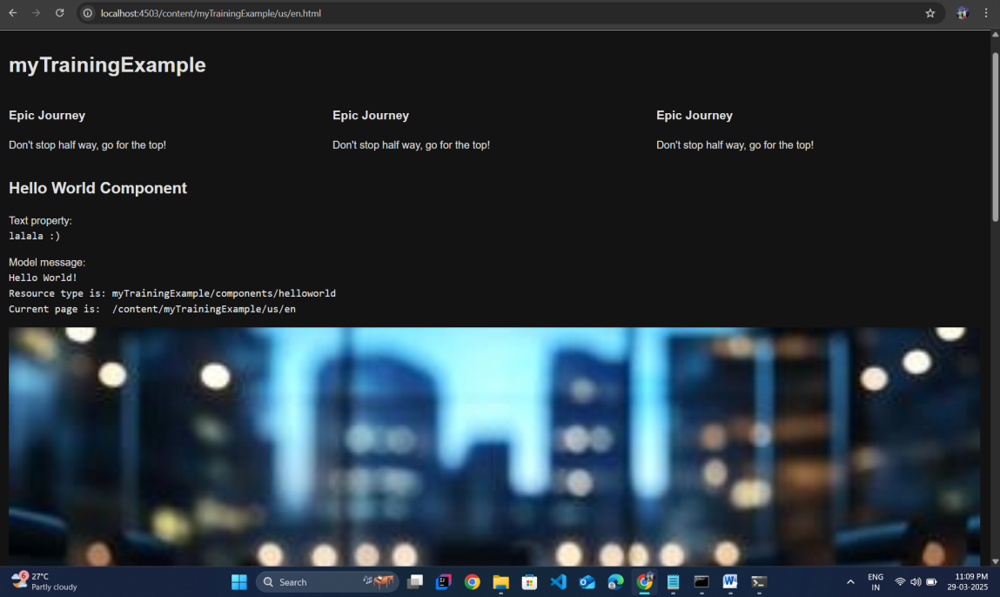 localhost:4503/content/myTrainingExample/us/en.html
myTrainingExample
Epic Journey
Don't stop half way, go for the top!
Epic Journey
Don't stop half way, go for the top!
Epic Journey
Don't stop half way, go for the top!
Hello World Component
Text property:
lalala :)
Model message:
Hello World!
Resource type is: myTrainingExample/components/helloworld
Current page is:  /content/myTrainingExample/us/en
6
27°C
Partly cloudy
Search
ENG
IN
11:09 PM
29-03-2025